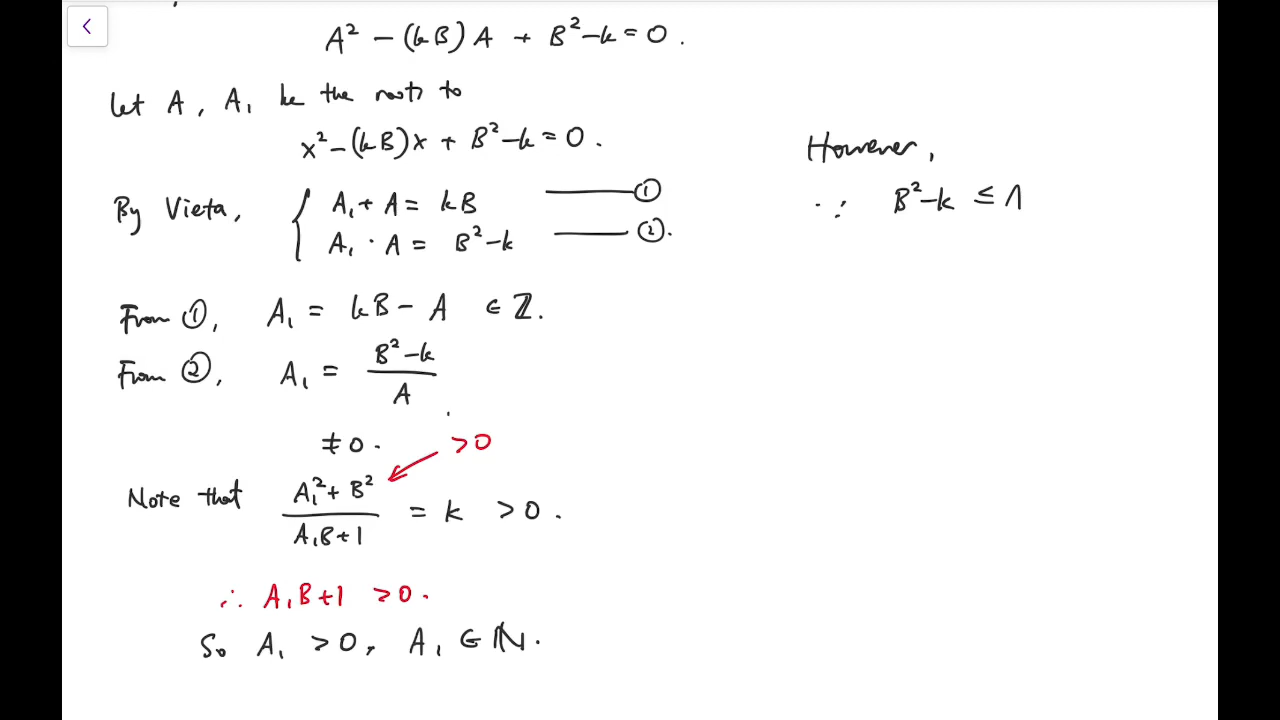 A² − (kB)A + B²−k = 0.
Let A, A₁ be the roots to
x² − (kB)x + B²−k = 0.
By Vieta, { A₁ + A = kB ——— ①
A₁ · A = B²−k ——— ②.
From ①, A₁ = kB − A ∈ ℤ.
From ②, A₁ = (B²−k)/A
≠ 0.
> 0
Note that (A₁² + B²)/(A₁B+1) = k > 0.
∴ A₁B+1 > 0.
So A₁ > 0, A₁ ∈ ℕ.
However,
∵ B²−k ≤